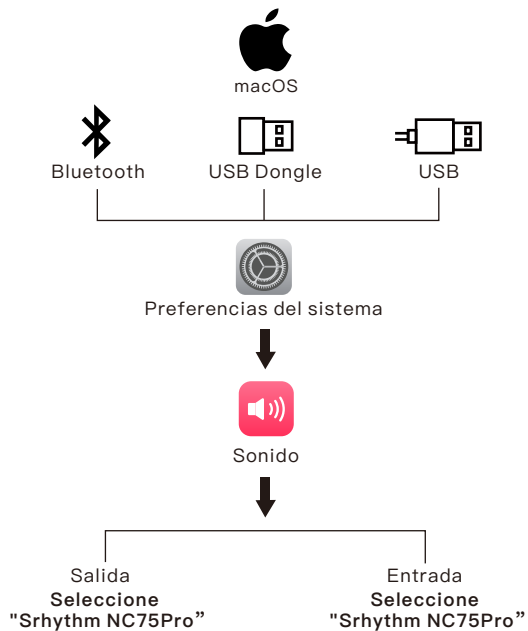 macOS
Bluetooth
USB Dongle
USB
Preferencias del sistema
Sonido
Salida
Seleccione
"Srhythm NC75Pro”
Entrada
Seleccione
"Srhythm NC75Pro”